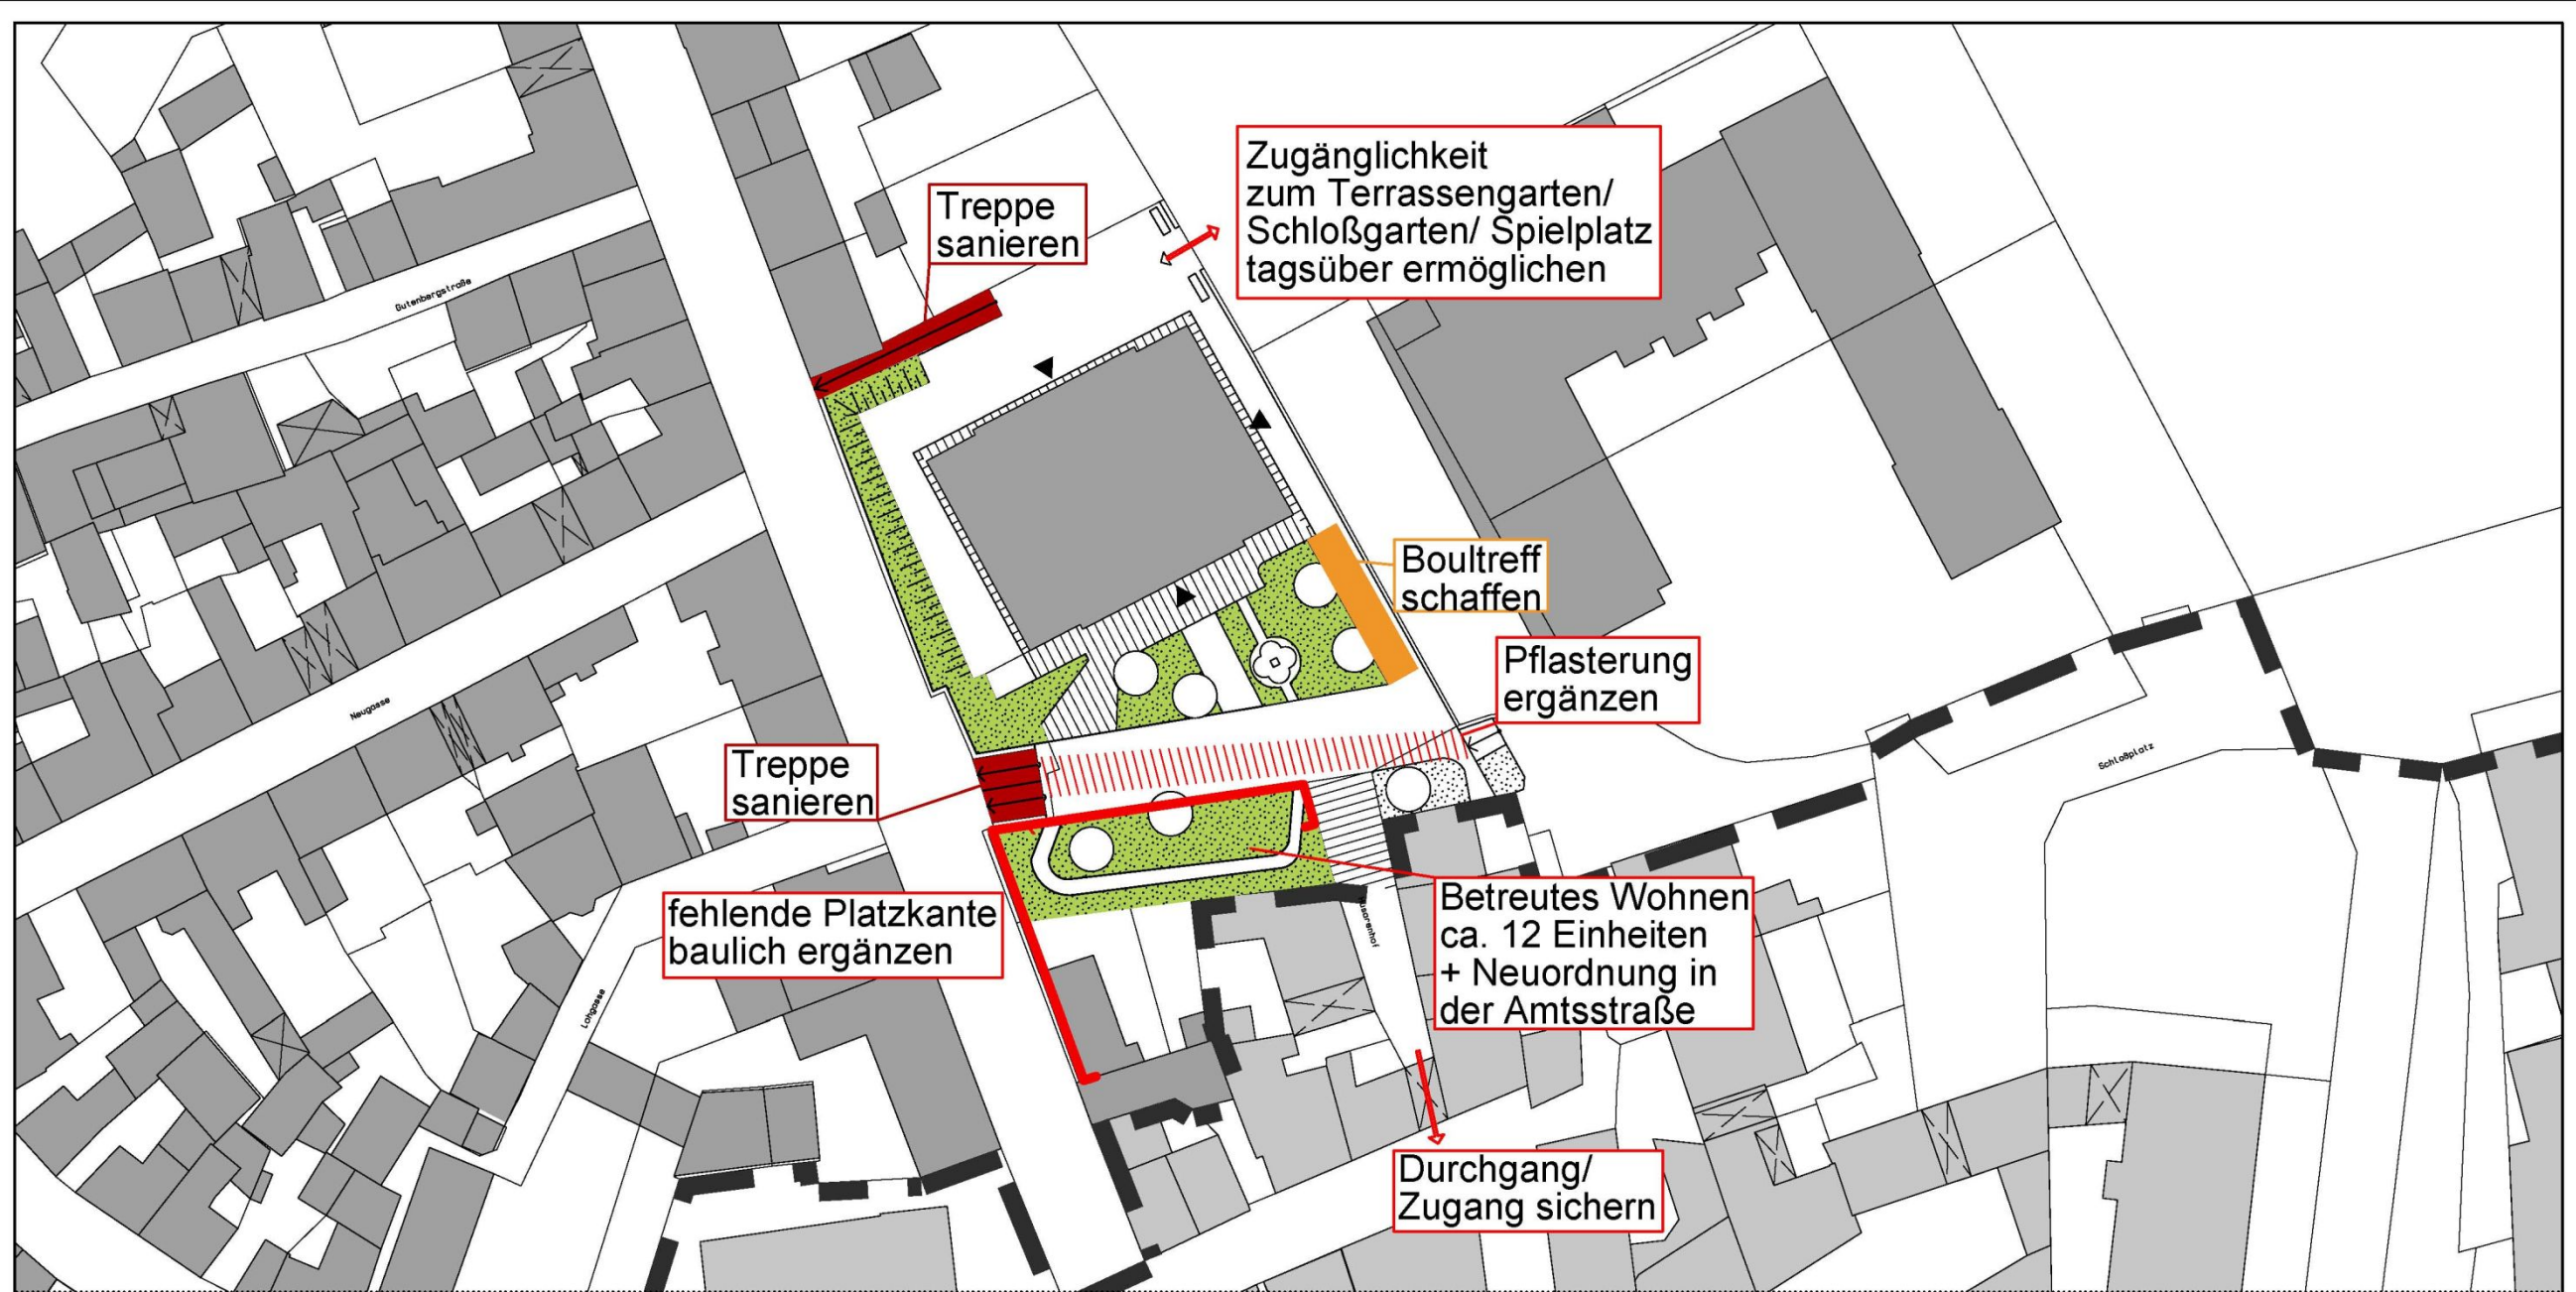 Zugänglichkeit
zum Terrassengarten/
Schloßgarten/ Spielplatz
tagsüber ermöglichen
Treppe
sanieren
Gutenbergstraße
Boultreff
schaffen
Pflasterung
ergänzen
Neugasse
Schloßplatz
Treppe
sanieren
fehlende Platzkante
baulich ergänzen
Betreutes Wohnen
ca. 12 Einheiten
+ Neuordnung in
der Amtsstraße
Lohgasse
Durchgang/
Zugang sichern